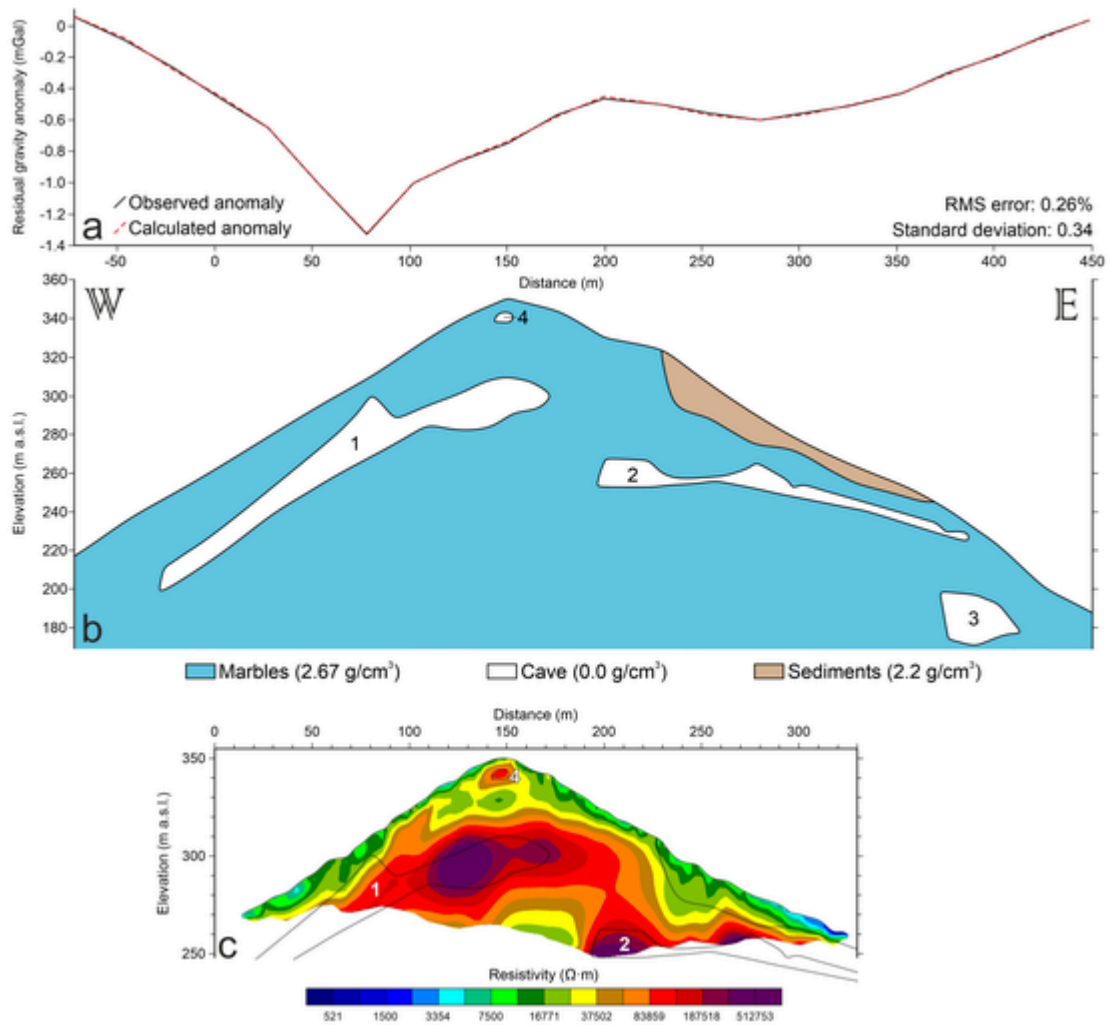 Residual gravity anomaly (mGal)
0
-0.2
-0.4
-0.6
-0.8
-1.0
-1.2
-1.4
a
Observed anomaly
Calculated anomaly
RMS error: 0.26%
Standard deviation: 0.34
-50 0 50 100 150 200 250 300 350 400 450
Distance (m)
Elevation (m a.s.l.)
360
340
320
300
280
260
240
220
200
180
W
E
4
1
2
3
b
Marbles (2.67 g/cm³) Cave (0.0 g/cm³) Sediments (2.2 g/cm³)
Distance (m)
0 50 100 150 200 250 300
Elevation (m a.s.l.)
350
300
250
4
1
2
c
Resistivity (Ω·m)
521 1500 3354 7500 16771 37502 83859 187518 512753